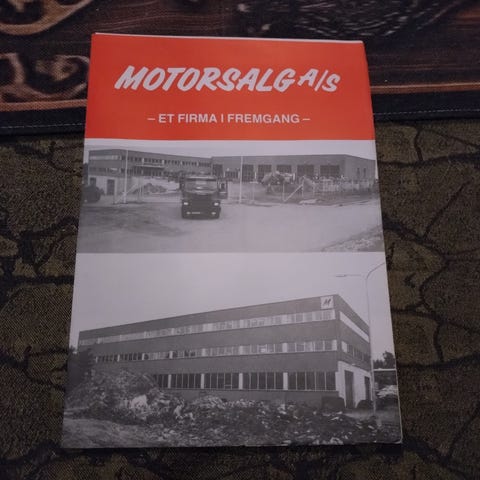 MOTORSALG A/S
– ET FIRMA I FREMGANG –
M